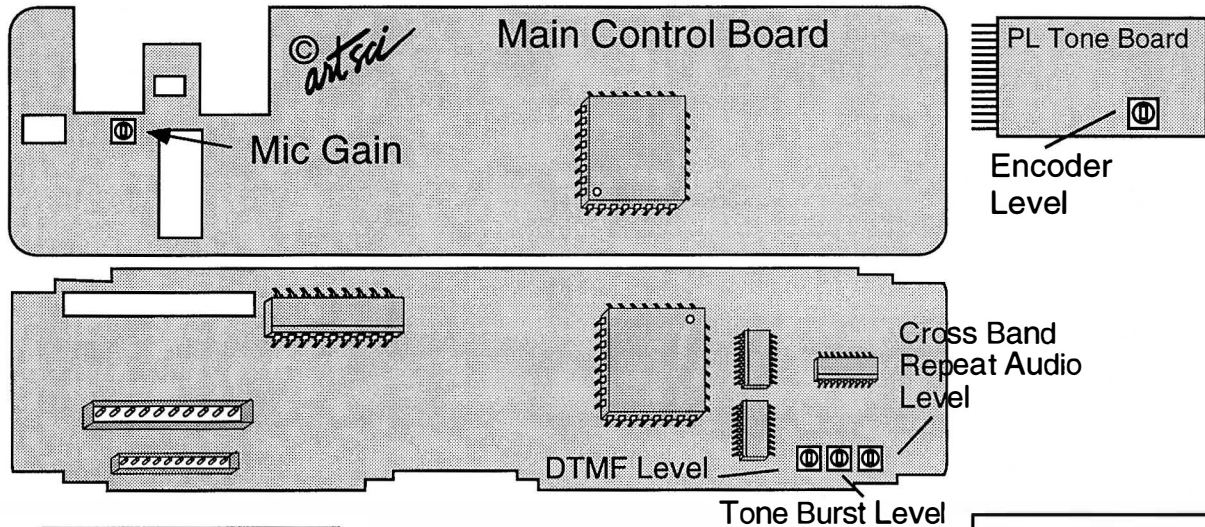 © artsci
Main Control Board
Mic Gain
PL Tone Board
Encoder
Level
Cross Band
Repeat Audio
Level
DTMF Level
Tone Burst Level